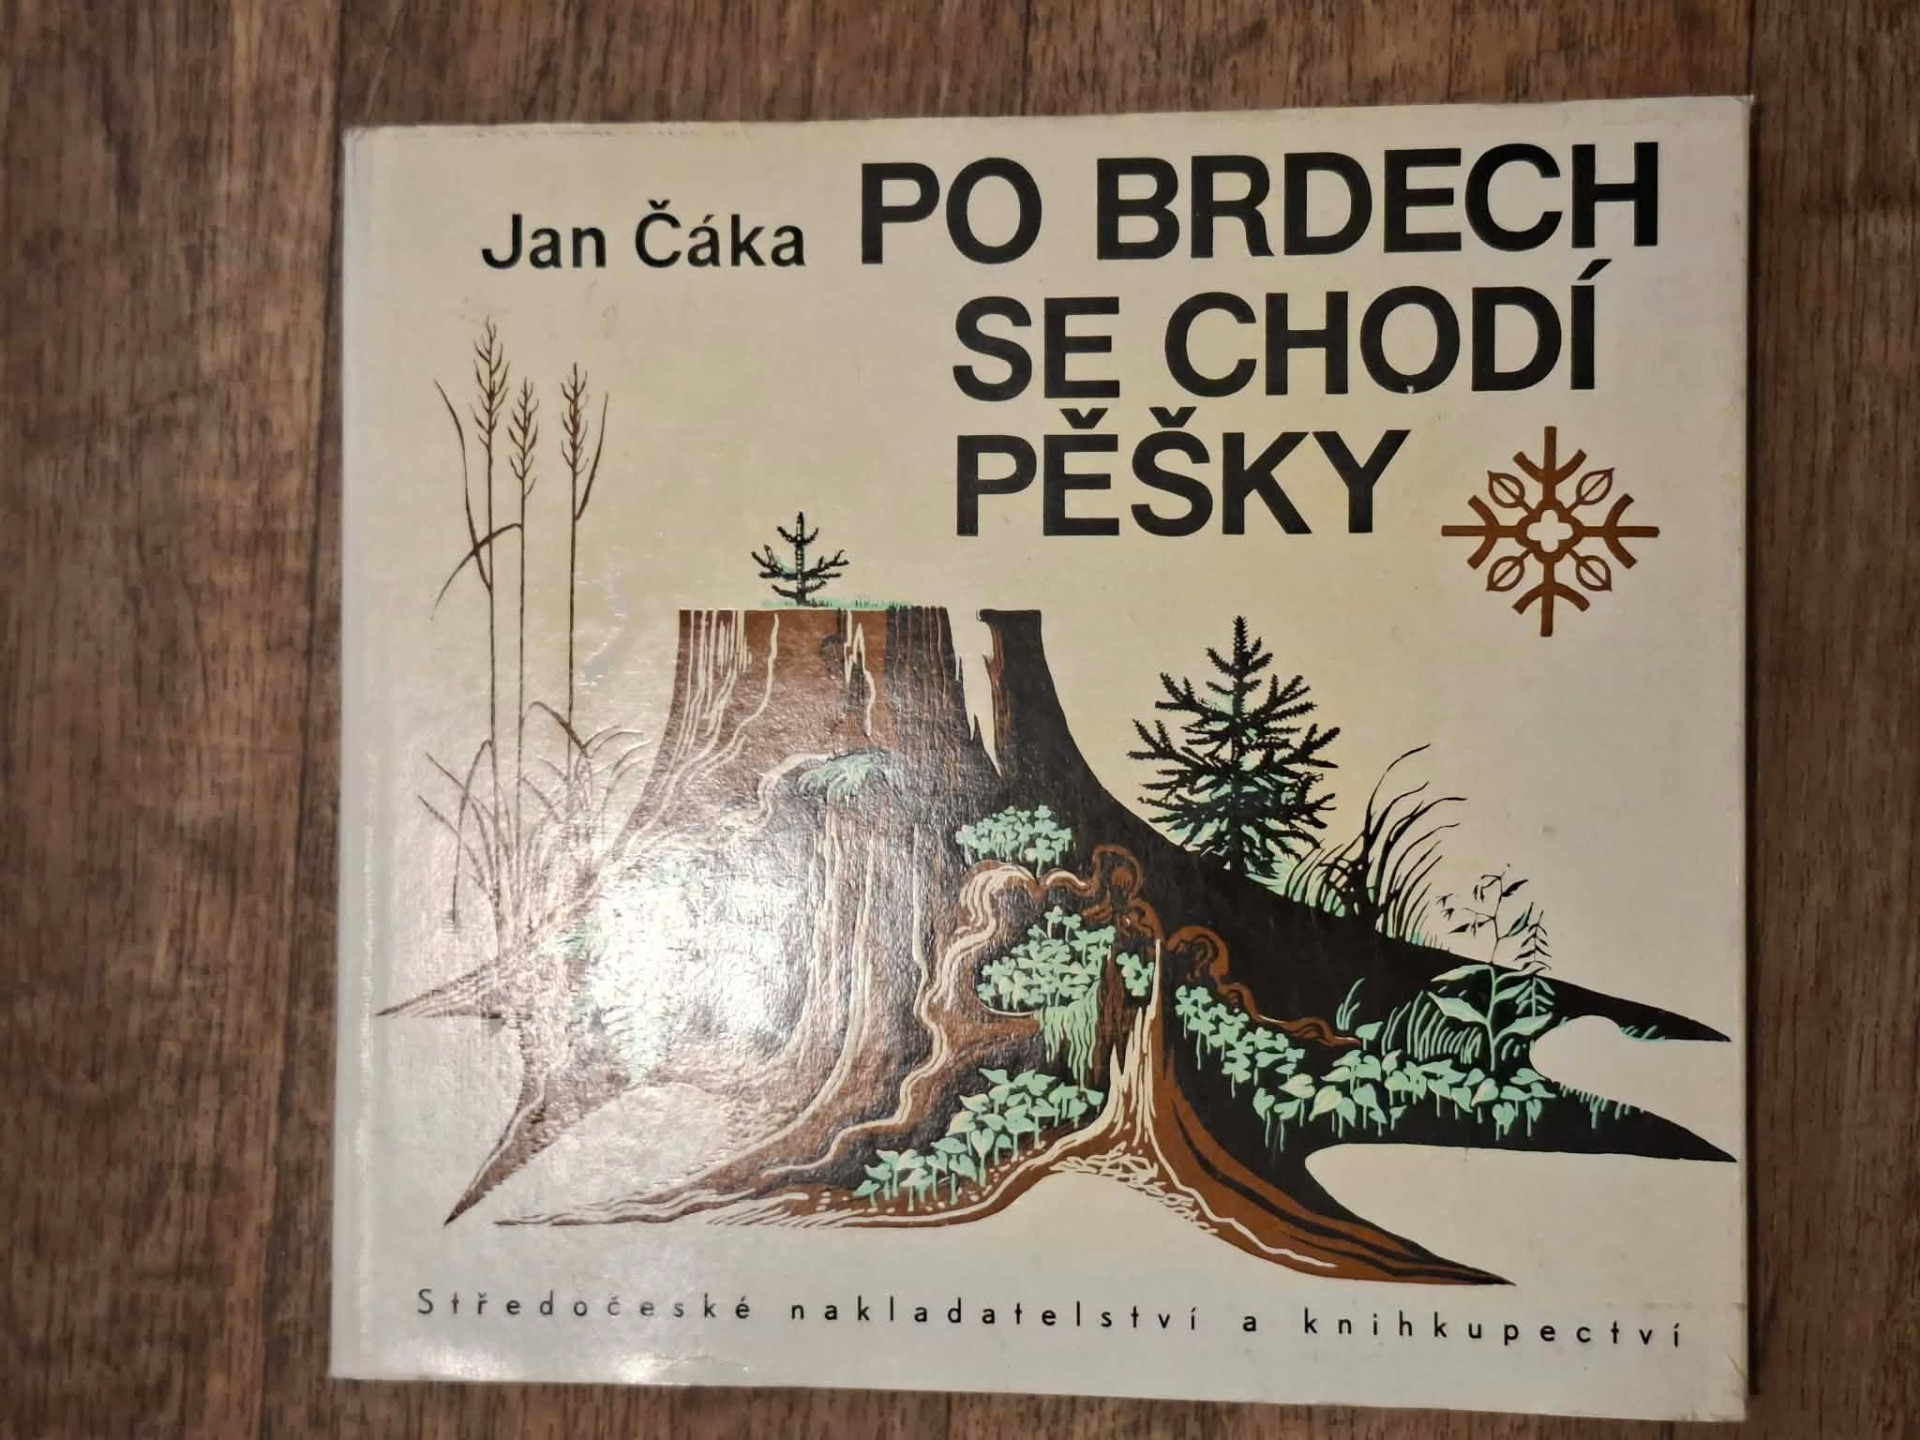 Jan Čáka
PO BRDECH
SE CHODÍ
PĚŠKY
Středočeské nakladatelství a knihkupectví